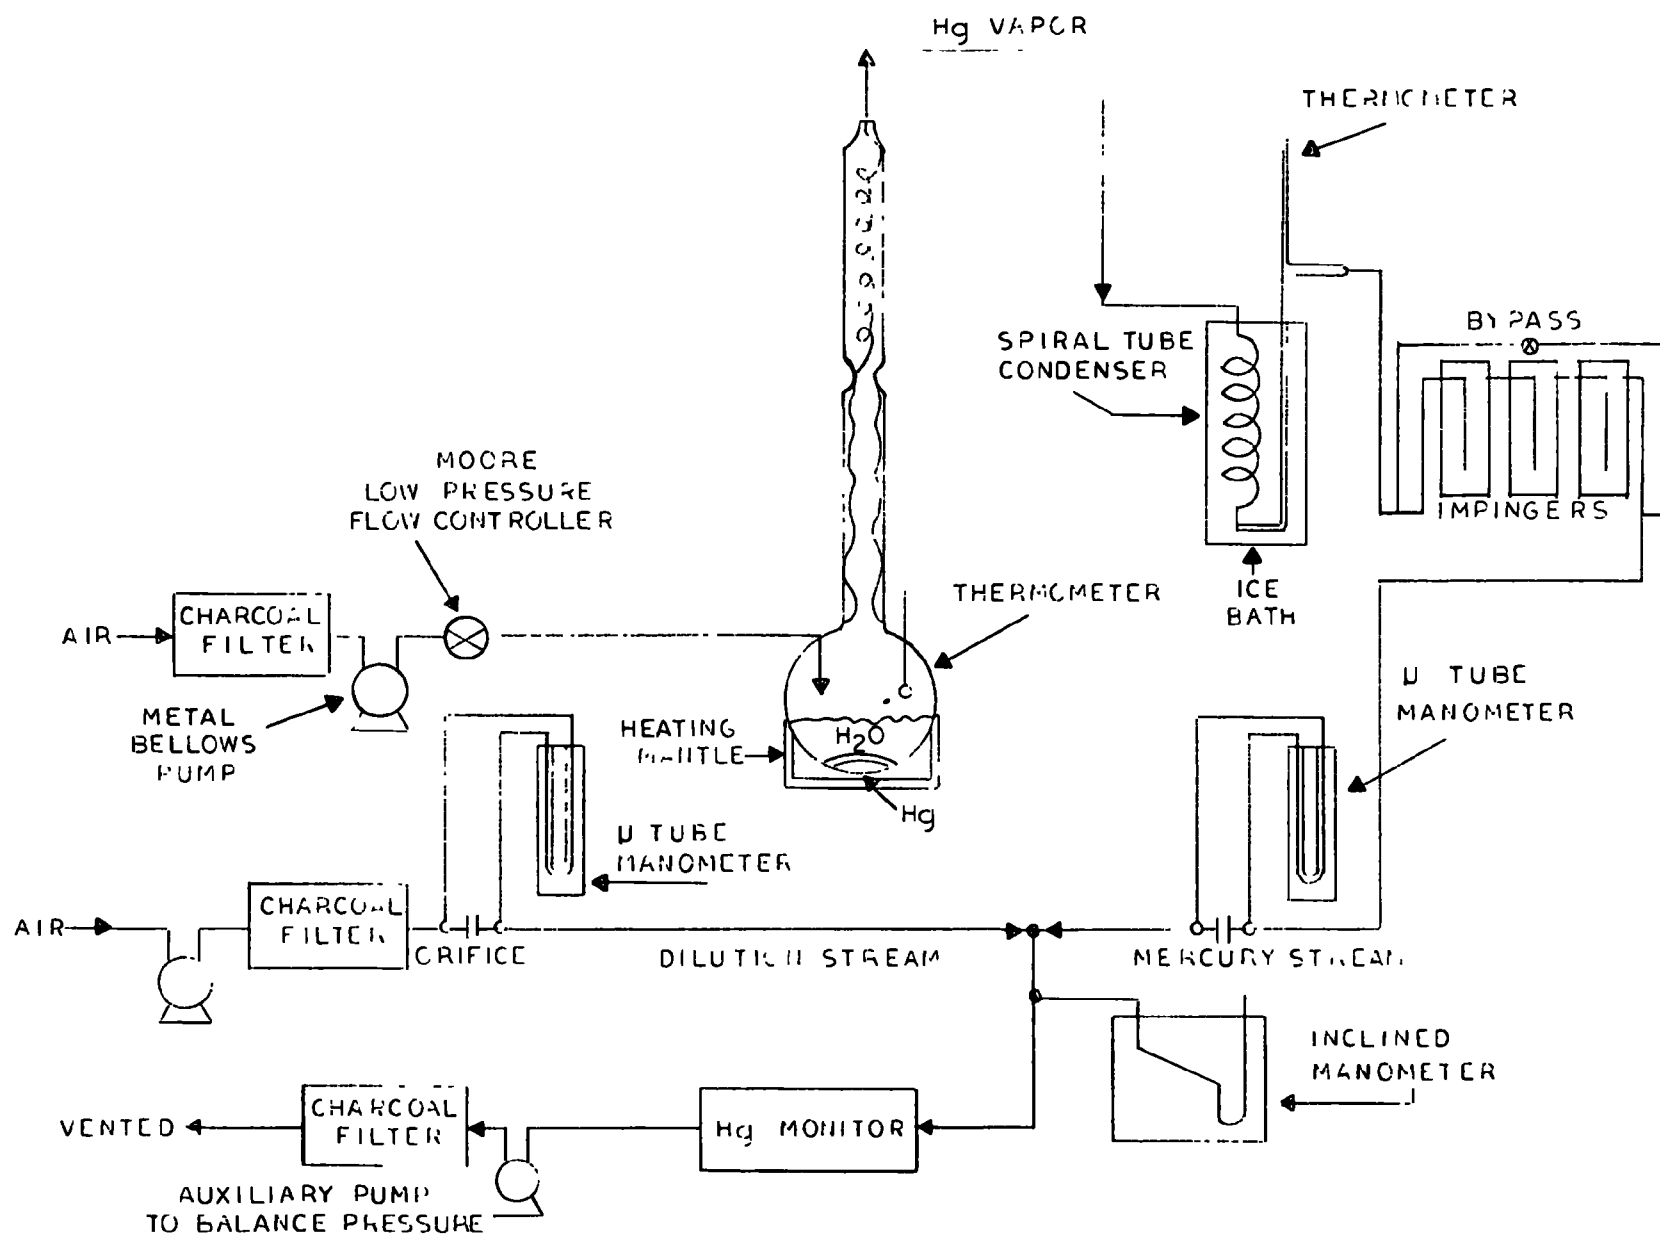 Hg VAPOR
THERMOMETER
BYPASS
SPIRAL TUBE
CONDENSER
IMPINGERS
MOORE
LOW PRESSURE
FLOW CONTROLLER
ICE
BATH
THERMOMETER
AIR
CHARCOAL
FILTER
µ TUBE
MANOMETER
METAL
BELLOWS
PUMP
HEATING
MANTLE
H2O
Hg
µ TUBE
MANOMETER
AIR
CHARCOAL
FILTER
ORIFICE
DILUTION STREAM
MERCURY STREAM
INCLINED
MANOMETER
VENTED
CHARCOAL
FILTER
Hg MONITOR
AUXILIARY PUMP
TO BALANCE PRESSURE